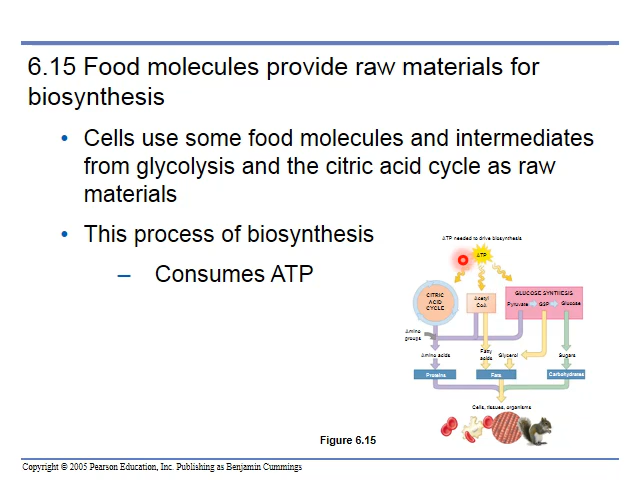 6.15 Food molecules provide raw materials for
biosynthesis
• Cells use some food molecules and intermediates
from glycolysis and the citric acid cycle as raw
materials
• This process of biosynthesis
– Consumes ATP
ATP needed to drive biosynthesis
ATP
CITRIC
ACID
CYCLE
Acetyl
CoA
GLUCOSE SYNTHESIS
Pyruvate G3P Glucose
Amino
groups
Amino acids
Fatty
acids
Glycerol
Sugars
Proteins
Fats
Carbohydrates
Cells, tissues, organisms
Figure 6.15
Copyright © 2005 Pearson Education, Inc. Publishing as Benjamin Cummings